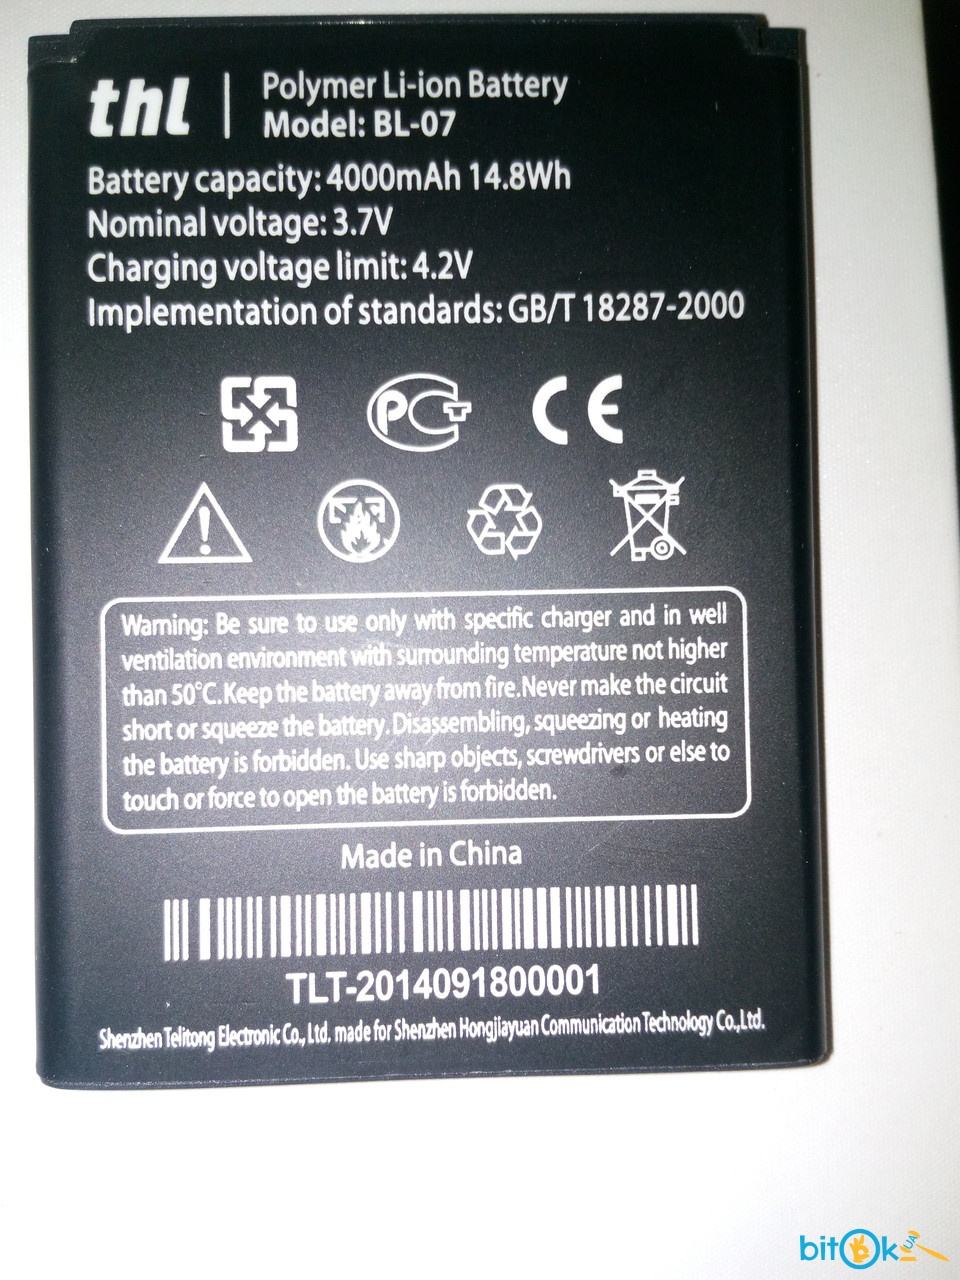 thl
Polymer Li-ion Battery
Model: BL-07
Battery capacity: 4000mAh 14.8Wh
Nominal voltage: 3.7V
Charging voltage limit: 4.2V
Implementation of standards: GB/T 18287-2000
РСТ
CE
Warning: Be sure to use only with specific charger and in well
ventilation environment with surrounding temperature not higher
than 50°C.Keep the battery away from fire.Never make the circuit
short or squeeze the battery.Disassembling, squeezing or heating
the battery is forbidden. Use sharp objects, screwdrivers or else to
touch or force to open the battery is forbidden.
Made in China
TLT-2014091800001
Shenzhen Telitong Electronic Co., Ltd. made for Shenzhen Hongjiayuan Communication Technology Co.,Ltd.
bitOk UA